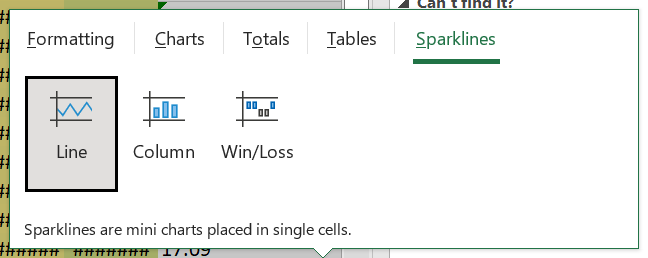 Can't find it?
Formatting Charts Totals Tables Sparklines
Line Column Win/Loss
Sparklines are mini charts placed in single cells.
###### ####### 17.09